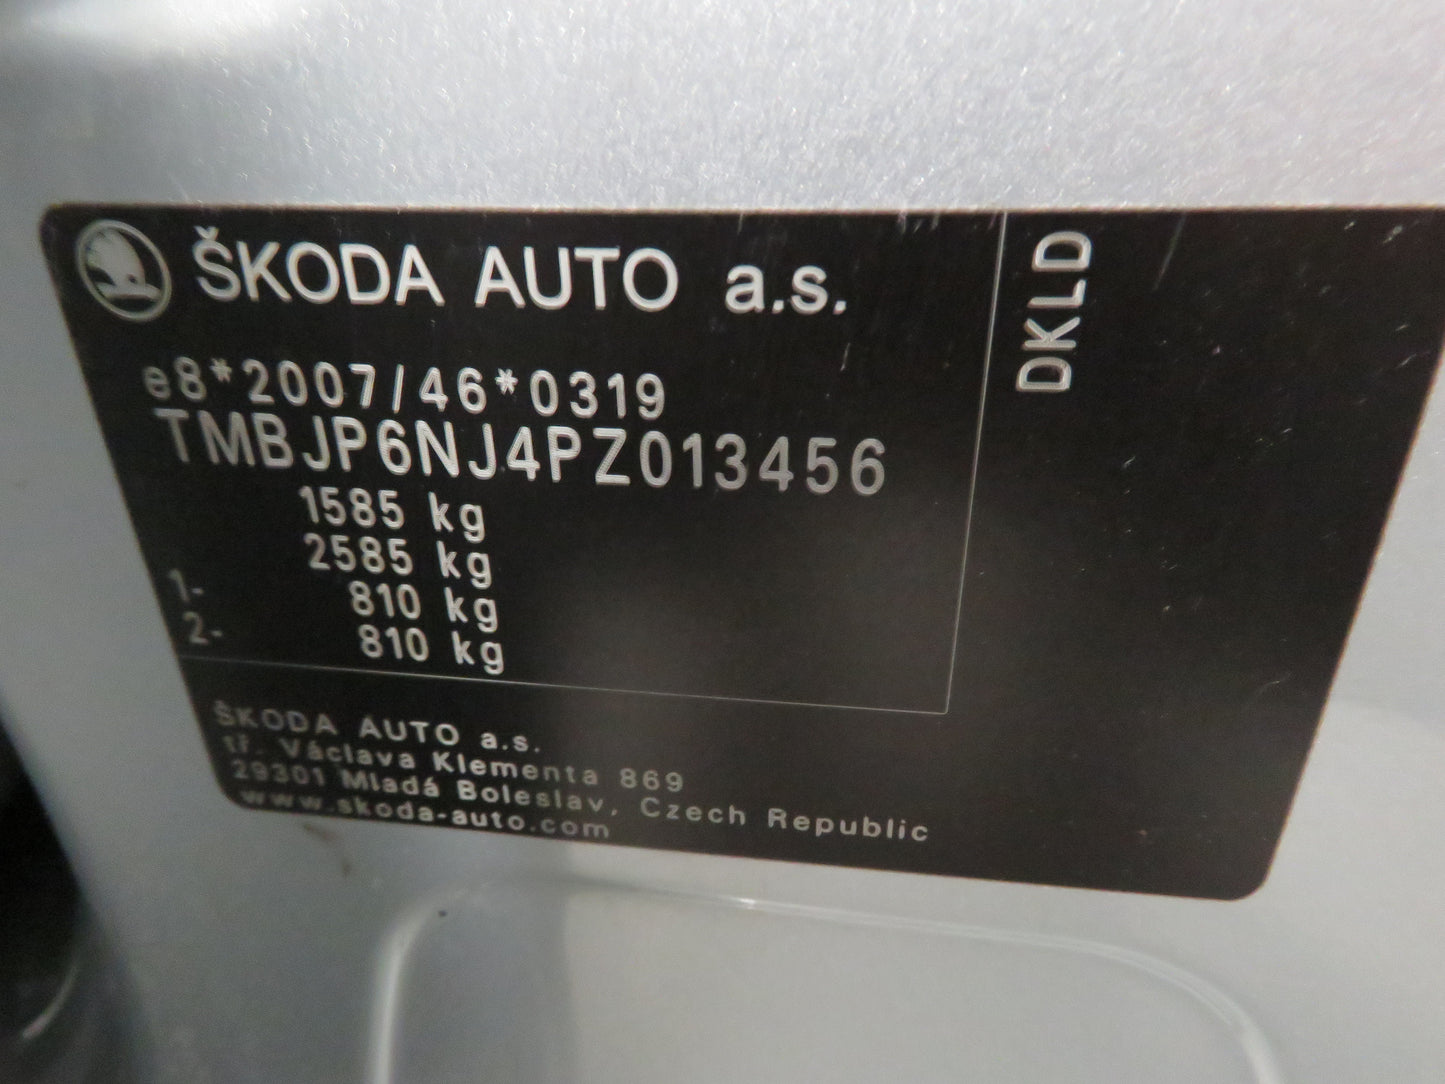 ŠKODA AUTO a.s.
e8*2007/46*0319
TMBJP6NJ4PZ013456
1585 kg
2585 kg
1- 810 kg
2- 810 kg
ŠKODA AUTO a.s.
tř. Václava Klementa 869
29301 Mladá Boleslav, Czech Republic
www.skoda-auto.com
DKLD